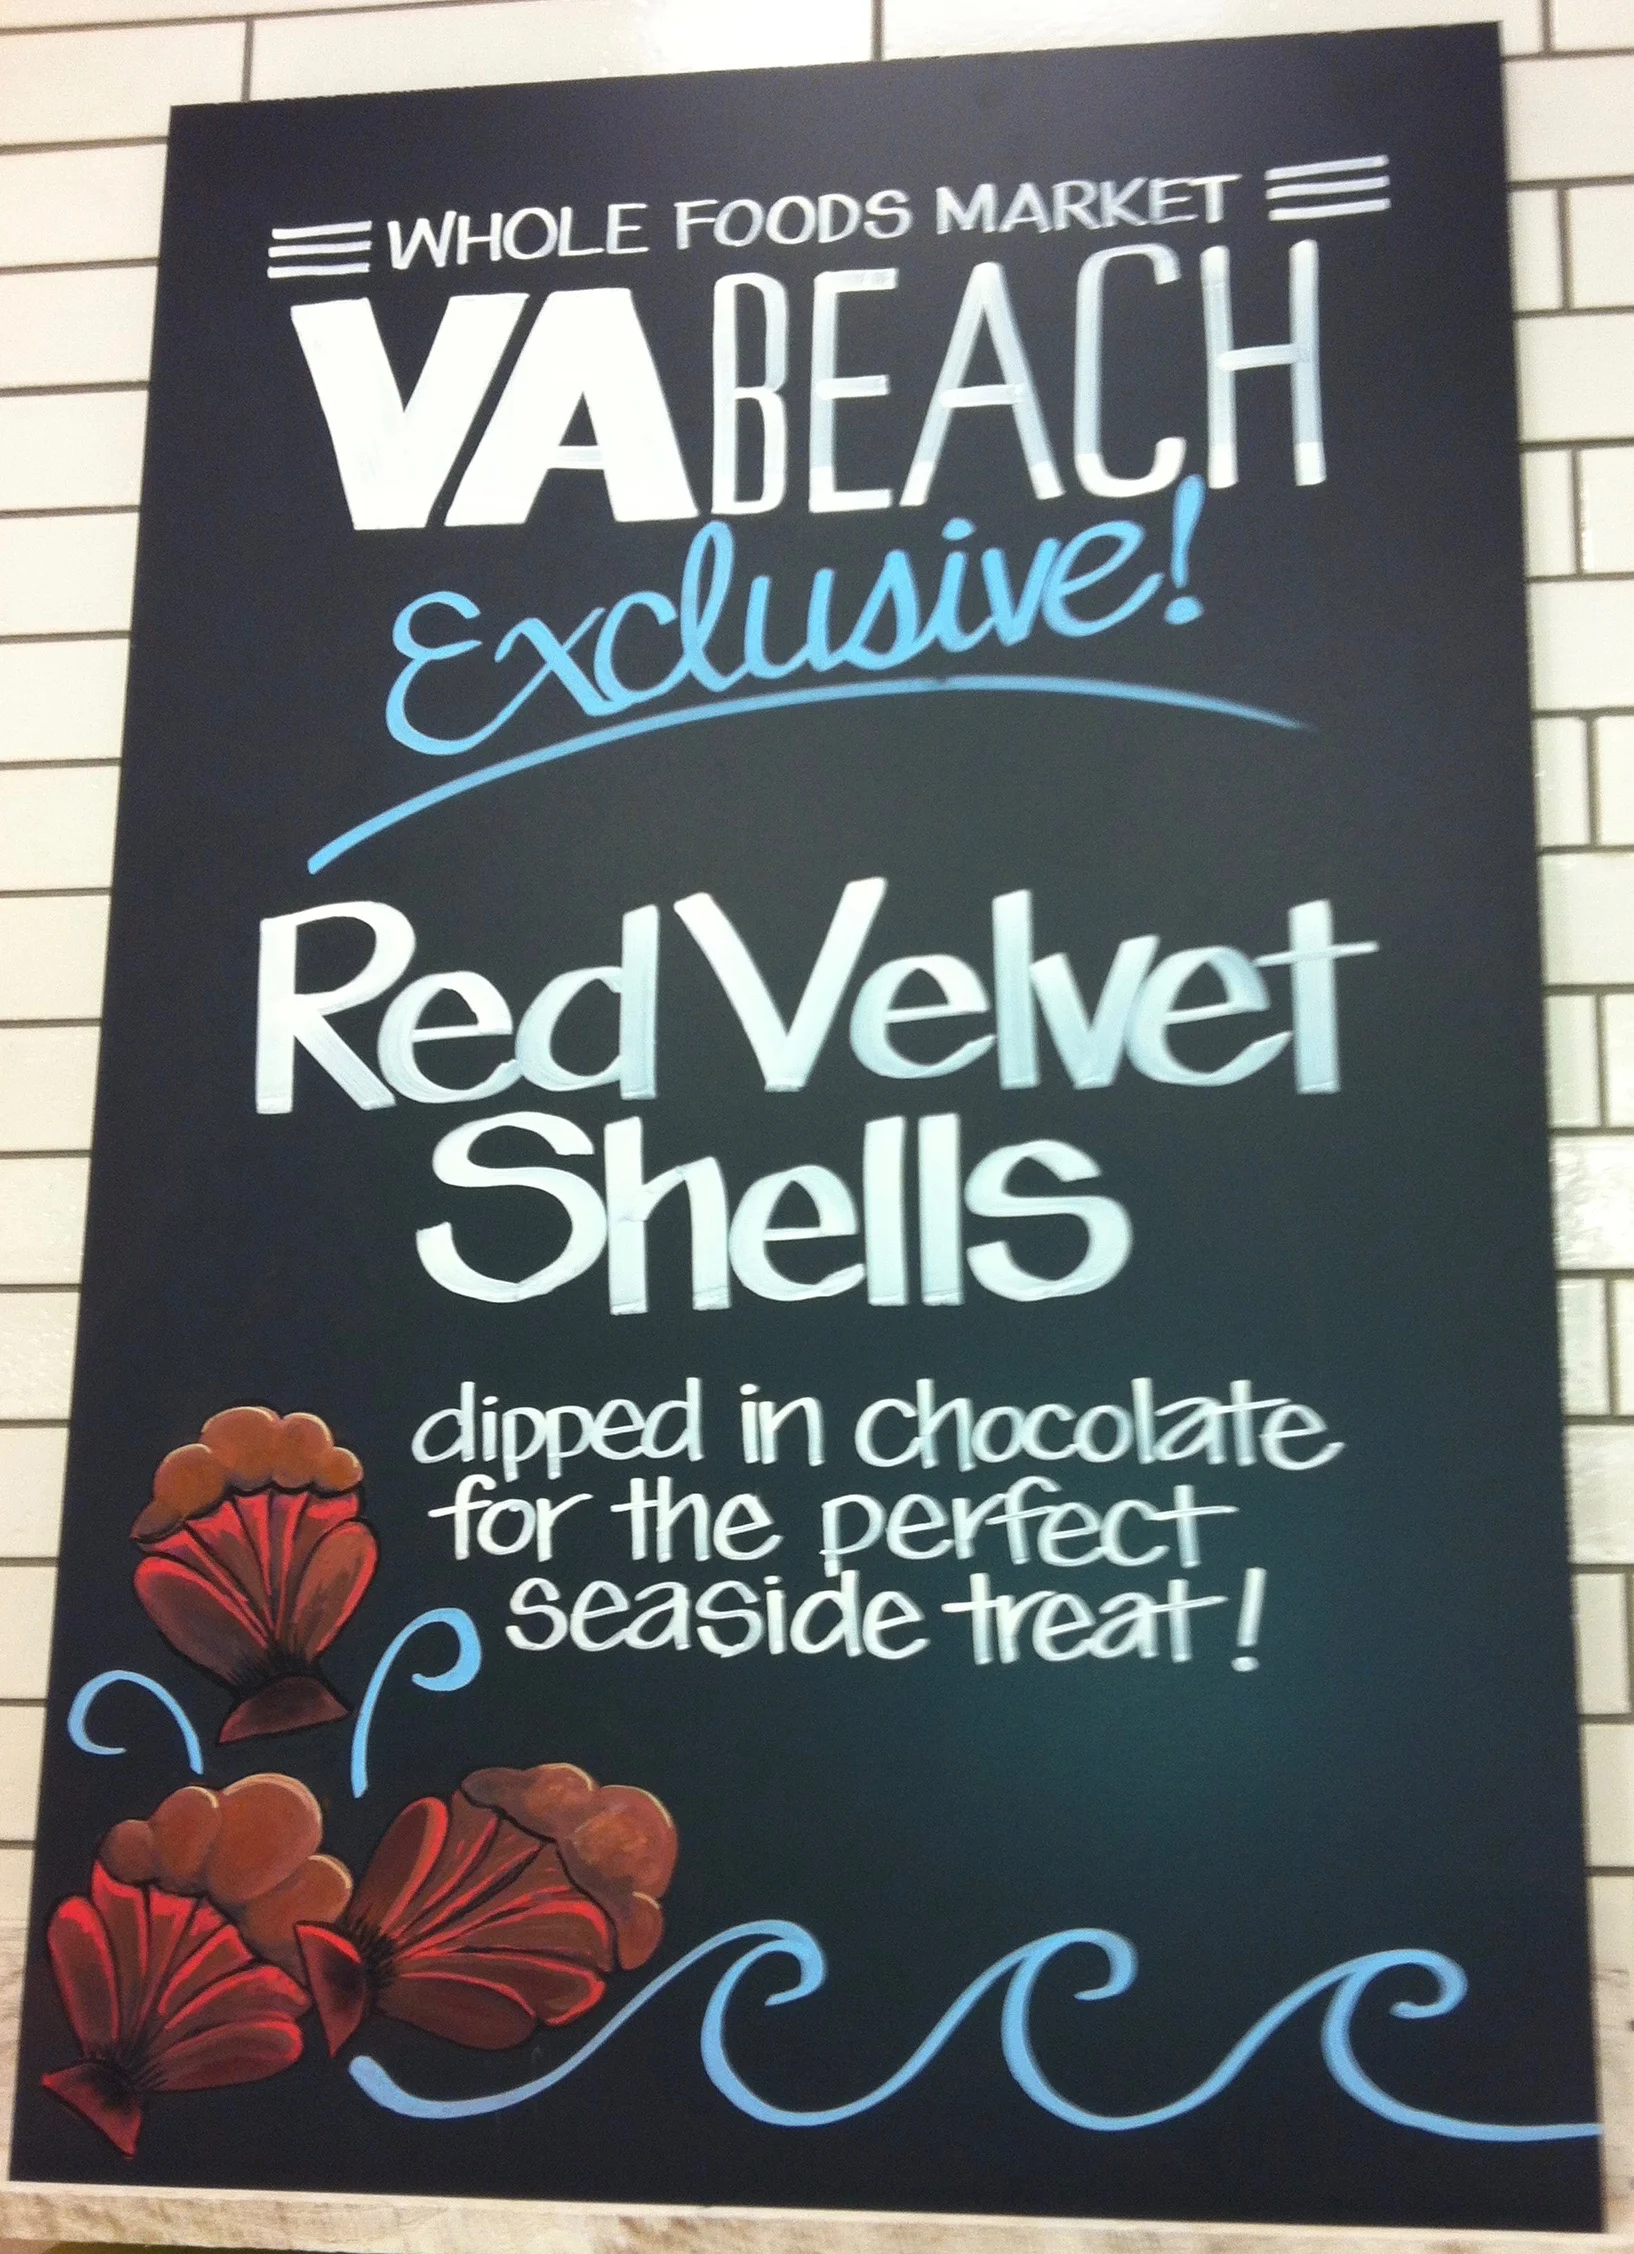 WHOLE FOODS MARKET
VA BEACH
Exclusive!
Red Velvet
Shells
dipped in chocolate
for the perfect
seaside treat!